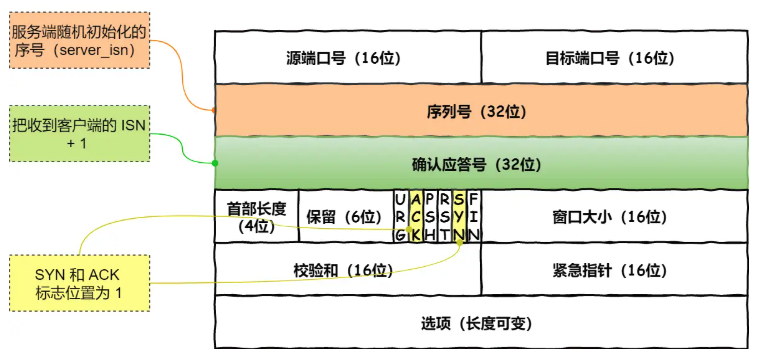 服务端随机初始化的
序号（server_isn）
源端口号（16位）
目标端口号（16位）
序列号（32位）
把收到客户端的 ISN
+ 1
确认应答号（32位）
首部长度
（4位）
保留（6位）
URG
ACK
PSH
RST
SYN
FIN
窗口大小（16位）
SYN 和 ACK
标志位置为 1
校验和（16位）
紧急指针（16位）
选项（长度可变）